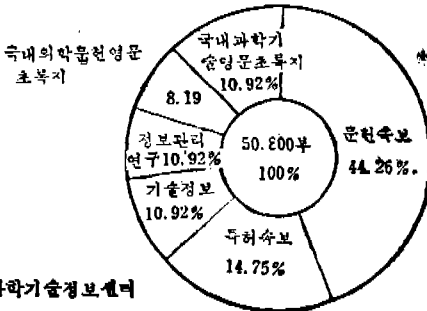 국내의학문헌영문
초록지
국내과학기
술영문초록지
10.92%
8.19
정보관리
연구10.92%
기술정보
10.92%
50.800부
100%
문헌속보
44.26%.
특허속보
14.75%
과학기술정보센터